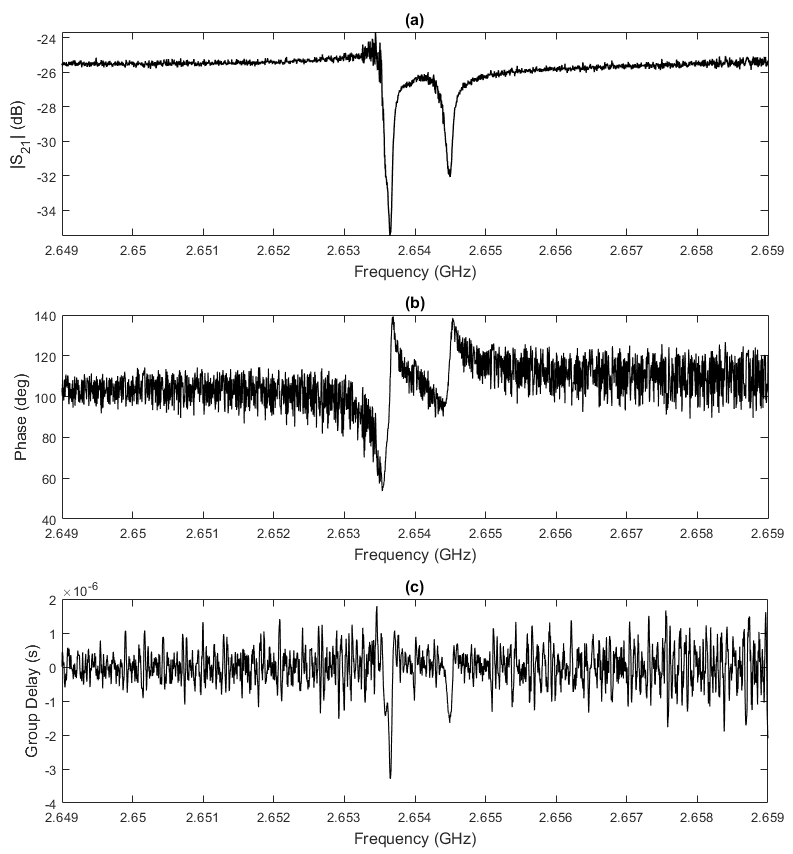 (a)
-24
-26
-28
-30
-32
-34
|S21| (dB)
2.649 2.65 2.651 2.652 2.653 2.654 2.655 2.656 2.657 2.658 2.659
Frequency (GHz)
(b)
140
120
100
80
60
40
Phase (deg)
2.649 2.65 2.651 2.652 2.653 2.654 2.655 2.656 2.657 2.658 2.659
Frequency (GHz)
(c)
×10-6
2
1
0
-1
-2
-3
-4
Group Delay (s)
2.649 2.65 2.651 2.652 2.653 2.654 2.655 2.656 2.657 2.658 2.659
Frequency (GHz)